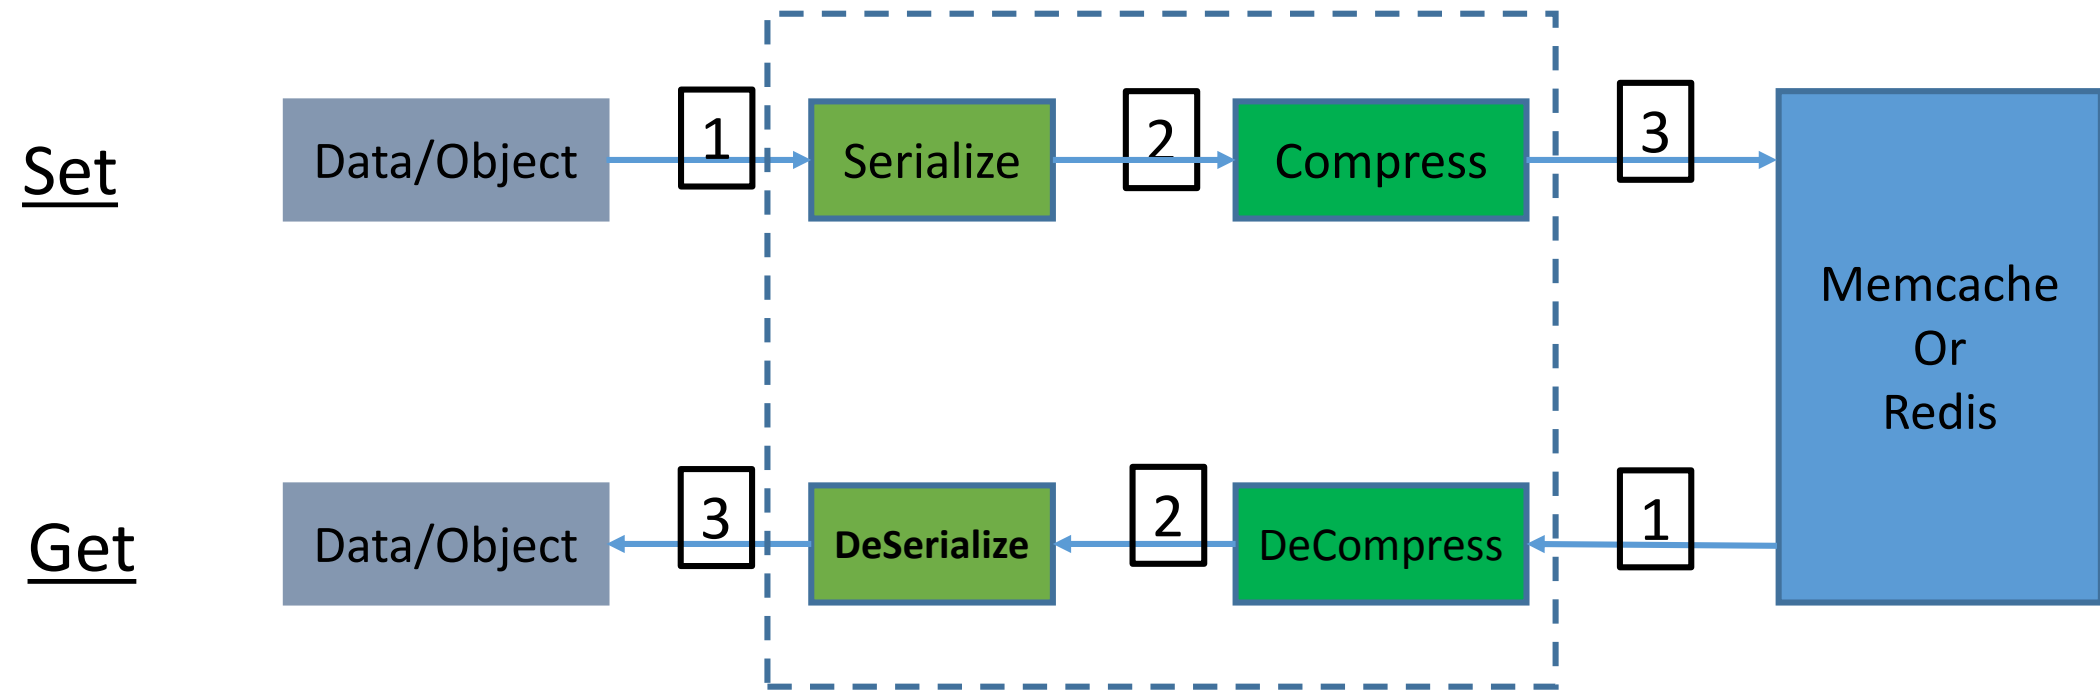 Set
Data/Object
1
Serialize
2
Compress
3
Memcache
Or
Redis
Get
Data/Object
3
DeSerialize
2
DeCompress
1